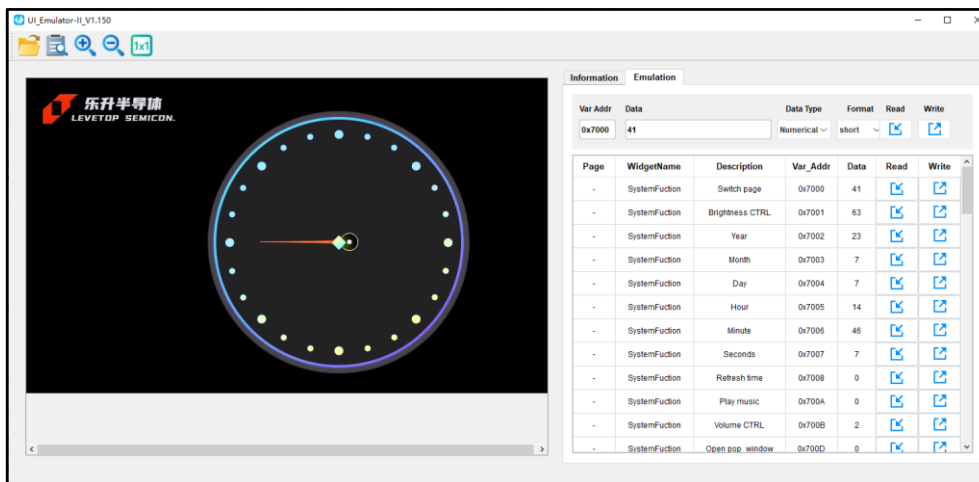 UI_Emulator-II_V1.150
1x1
乐升半导体
LEVETOP SEMICON.
Information Emulation
Var Addr Data Data Type Format Read Write
0x7000 41 Numerical short
Page WidgetName Description Var_Addr Data Read Write
- SystemFuction Switch page 0x7000 41
- SystemFuction Brightness CTRL 0x7001 63
- SystemFuction Year 0x7002 23
- SystemFuction Month 0x7003 7
- SystemFuction Day 0x7004 7
- SystemFuction Hour 0x7005 14
- SystemFuction Minute 0x7006 46
- SystemFuction Seconds 0x7007 7
- SystemFuction Refresh time 0x7008 0
- SystemFuction Play music 0x700A 0
- SystemFuction Volume CTRL 0x700B 2
- SystemFuction Open pop_window 0x700D 0